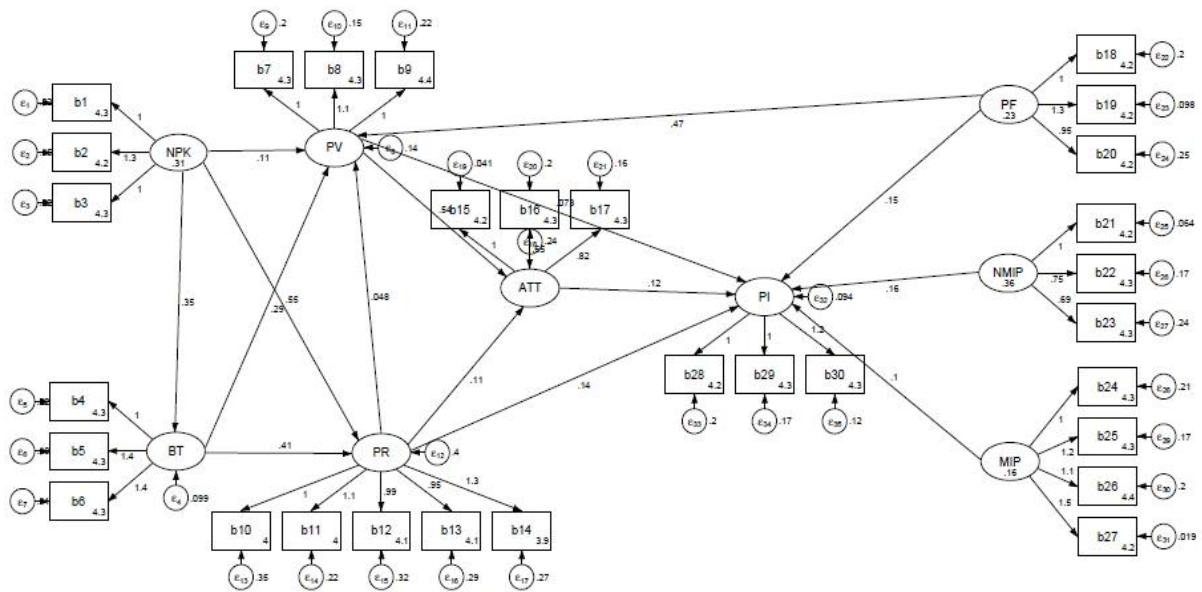 ε9 .2
ε10 .15
ε11 .22
b7 4.3
b8 4.3
b9 4.4
1
1.1
1
ε1
b1 4.3
1
ε2
b2 4.2
1.3
ε3
b3 4.3
1
NPK .31
.11
PV
.14
.47
PF .23
b18 4.2
ε22 .2
1
b19 4.2
ε23 .098
1.3
b20 4.2
ε24 .25
.95
ε19 .041
ε20 .2
ε21 .16
.54
b15 4.2
b16 4.3
.073
b17 4.3
.24
1
.82
ATT
.12
.15
b21 4.2
ε25 .064
1
NMIP .36
.16
b22 4.3
ε26 .17
.75
b23 4.3
ε27 .24
.69
PI
ε32 .094
1
1
1.2
b28 4.2
b29 4.3
b30 4.3
ε33 .2
ε34 .17
ε35 .12
.35
.55
.29
.048
.11
.14
.1
ε5
b4 4.3
1
ε6
b5 4.3
1.4
ε7
b6 4.3
1.4
BT
ε4 .099
.41
PR
ε12 .4
1
1.1
.99
.95
1.3
b10 4
b11 4
b12 4.1
b13 4.1
b14 3.9
ε13 .35
ε14 .22
ε15 .32
ε16 .29
ε17 .27
MIP .16
b24 4.3
ε28 .21
1
b25 4.3
ε29 .17
1.2
b26 4.4
ε30 .2
1.1
b27 4.2
ε31 .019
1.5